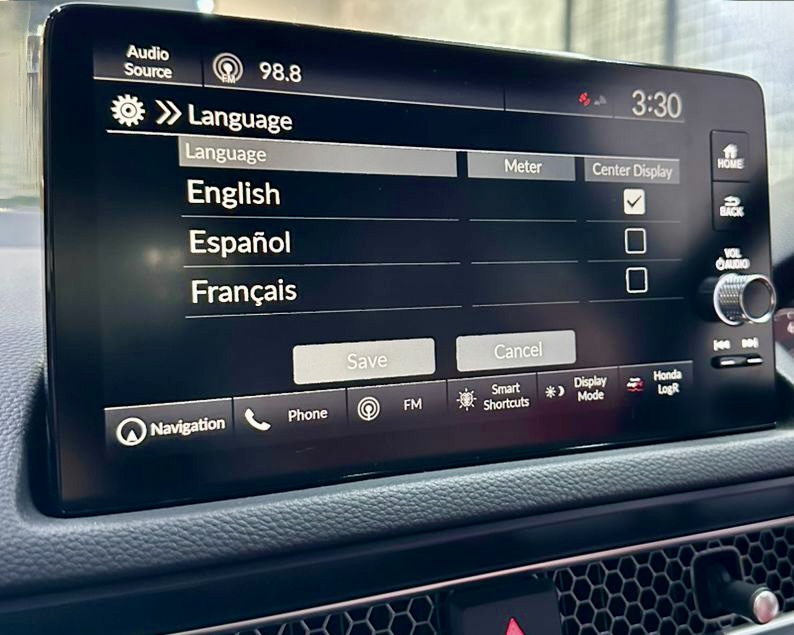 Audio
Source
FM
98.8
3:30
Language
Language
Meter
Center Display
English
Español
Français
Save
Cancel
Navigation
Phone
FM
Smart
Shortcuts
Display
Mode
Honda
LogR
HOME
BACK
VOL
AUDIO